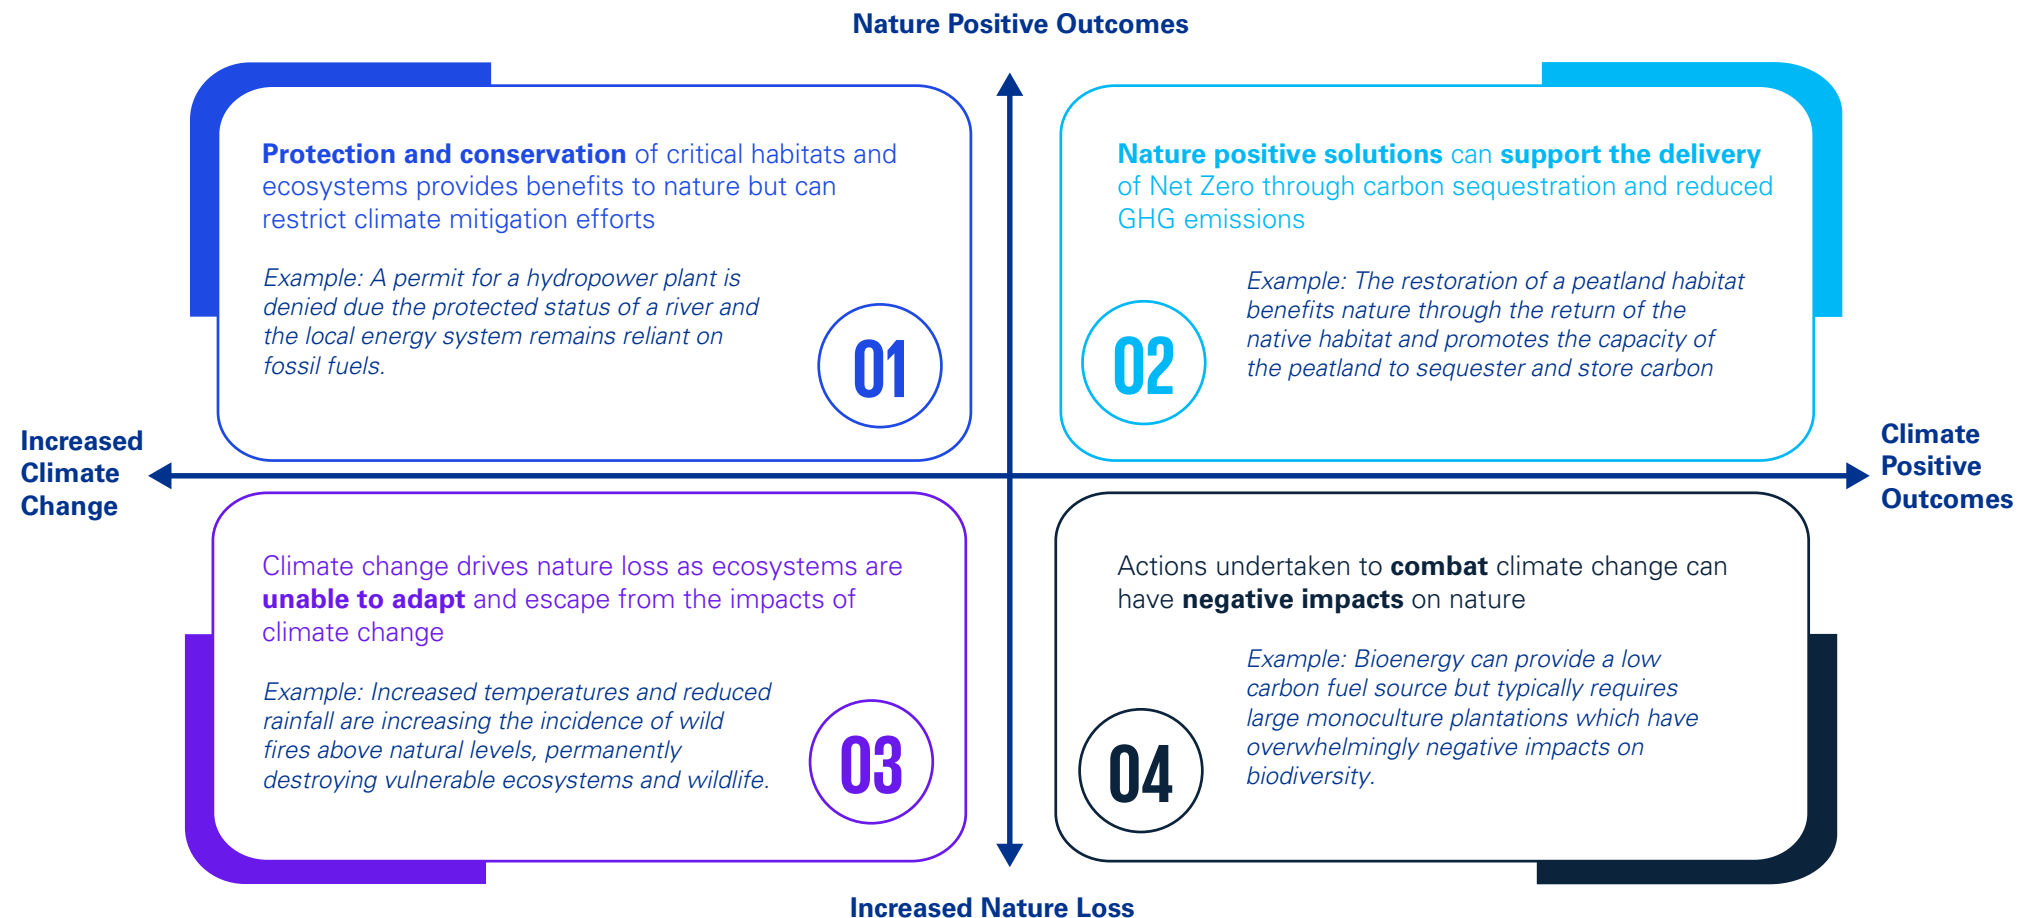 Nature Positive Outcomes
Protection and conservation of critical habitats and
ecosystems provides benefits to nature but can
restrict climate mitigation efforts
Example: A permit for a hydropower plant is
denied due the protected status of a river and
the local energy system remains reliant on
fossil fuels.
01
Nature positive solutions can support the delivery
of Net Zero through carbon sequestration and reduced
GHG emissions
Example: The restoration of a peatland habitat
benefits nature through the return of the
native habitat and promotes the capacity of
the peatland to sequester and store carbon
02
Increased
Climate
Change
Climate
Positive
Outcomes
Climate change drives nature loss as ecosystems are
unable to adapt and escape from the impacts of
climate change
Example: Increased temperatures and reduced
rainfall are increasing the incidence of wild
fires above natural levels, permanently
destroying vulnerable ecosystems and wildlife.
03
Actions undertaken to combat climate change can
have negative impacts on nature
Example: Bioenergy can provide a low
carbon fuel source but typically requires
large monoculture plantations which have
overwhelmingly negative impacts on
biodiversity.
04
Increased Nature Loss